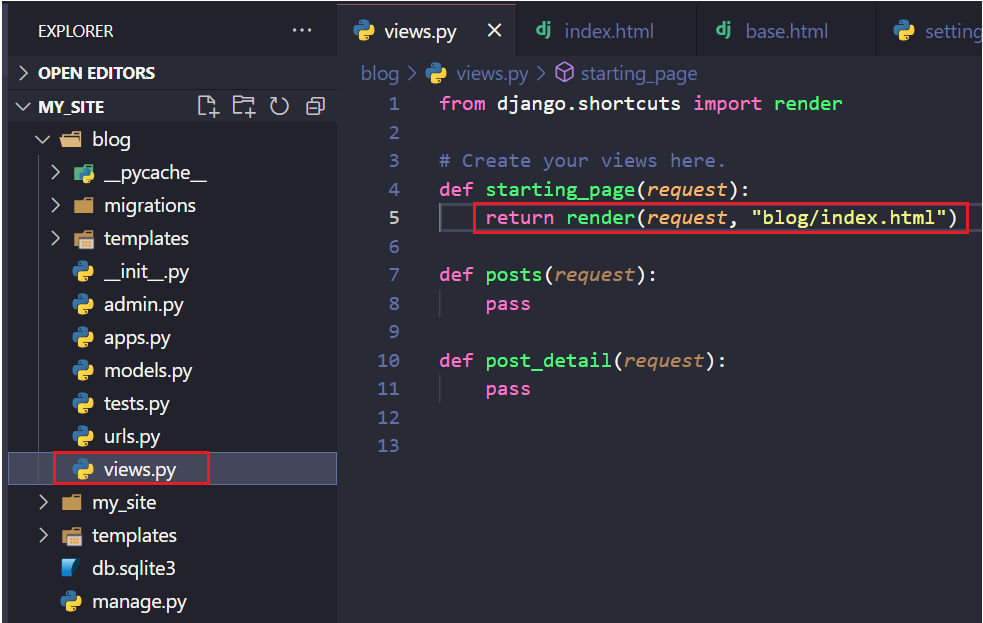 EXPLORER ...
OPEN EDITORS
MY_SITE
blog
__pycache__
migrations
templates
__init__.py
admin.py
apps.py
models.py
tests.py
urls.py
views.py
my_site
templates
db.sqlite3
manage.py
views.py index.html base.html setting
blog > views.py > starting_page
1 from django.shortcuts import render
2
3 # Create your views here.
4 def starting_page(request):
5 return render(request, "blog/index.html")
6
7 def posts(request):
8 pass
9
10 def post_detail(request):
11 pass
12
13